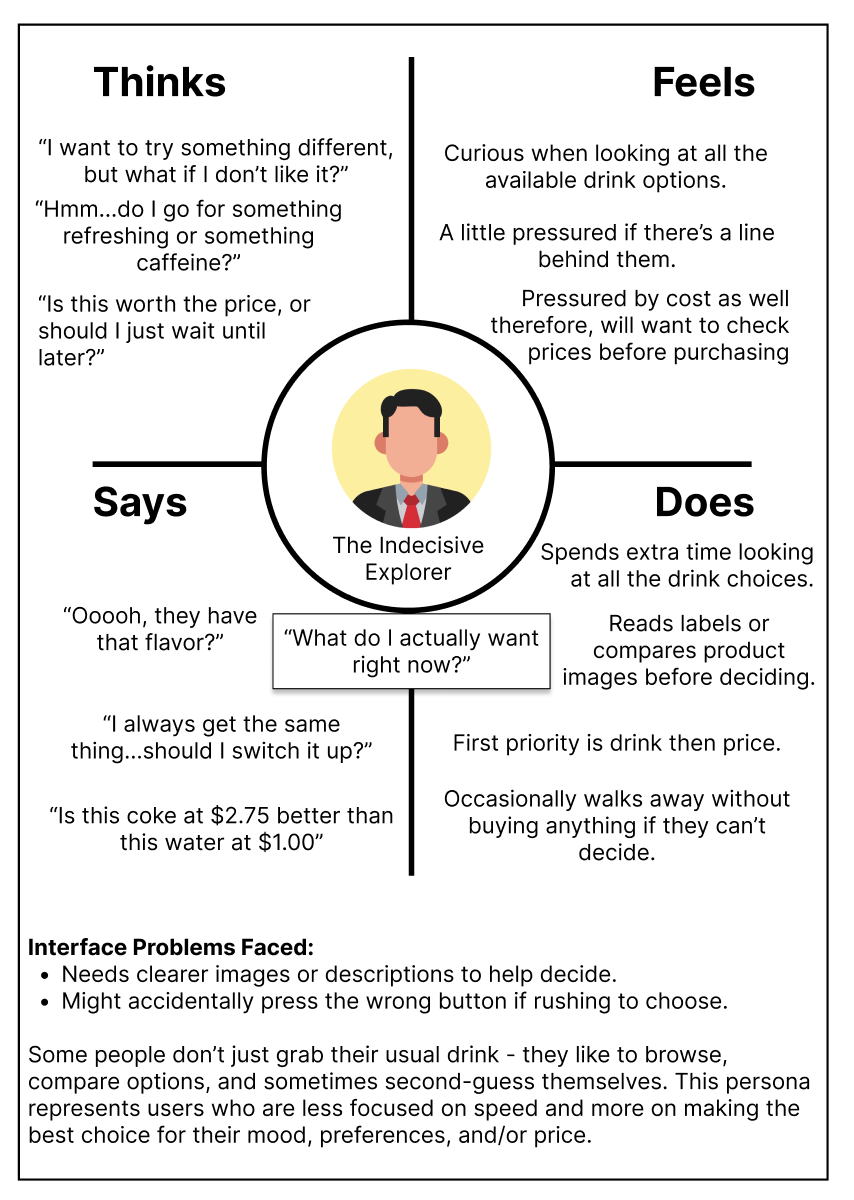 Thinks
“I want to try something different,
but what if I don’t like it?”
“Hmm...do I go for something
refreshing or something
caffeine?”
“Is this worth the price, or
should I just wait until
later?”
Feels
Curious when looking at all the
available drink options.
A little pressured if there’s a line
behind them.
Pressured by cost as well
therefore, will want to check
prices before purchasing
The Indecisive
Explorer
“What do I actually want
right now?”
Says
“Ooooh, they have
that flavor?”
“I always get the same
thing...should I switch it up?”
“Is this coke at $2.75 better than
this water at $1.00”
Does
Spends extra time looking
at all the drink choices.
Reads labels or
compares product
images before deciding.
First priority is drink then price.
Occasionally walks away without
buying anything if they can’t
decide.
Interface Problems Faced:
• Needs clearer images or descriptions to help decide.
• Might accidentally press the wrong button if rushing to choose.
Some people don’t just grab their usual drink - they like to browse,
compare options, and sometimes second-guess themselves. This persona
represents users who are less focused on speed and more on making the
best choice for their mood, preferences, and/or price.